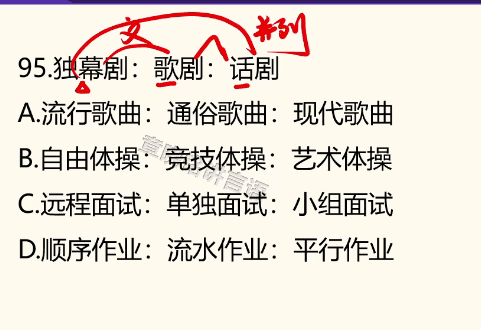 交 并列
95.独幕剧：歌剧：话剧
A.流行歌曲：通俗歌曲：现代歌曲
B.自由体操：竞技体操：艺术体操
C.远程面试：单独面试：小组面试
D.顺序作业：流水作业：平行作业